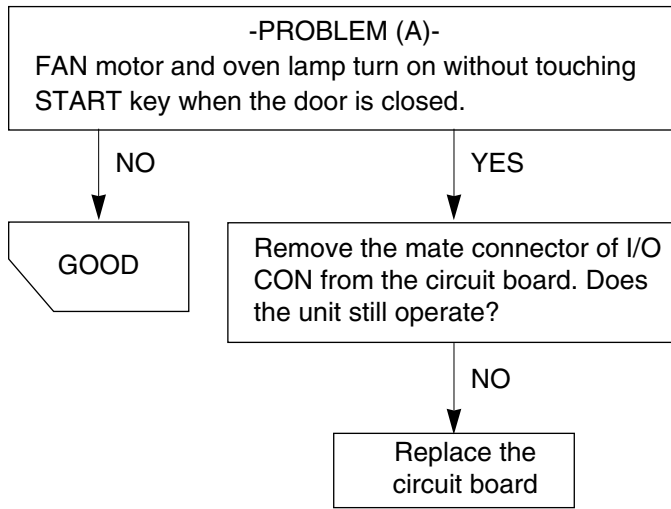 -PROBLEM (A)-
FAN motor and oven lamp turn on without touching
START key when the door is closed.
NO
YES
GOOD
Remove the mate connector of I/O
CON from the circuit board. Does
the unit still operate?
NO
Replace the
circuit board